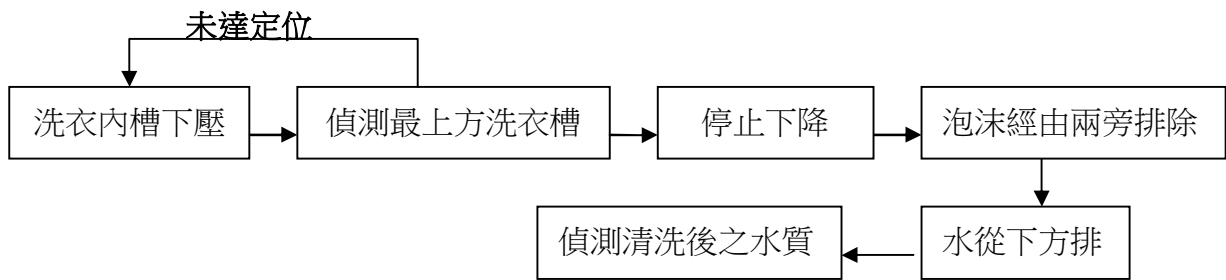 未達定位
洗衣內槽下壓
偵測最上方洗衣槽
停止下降
泡沫經由兩旁排除
水從下方排
偵測清洗後之水質